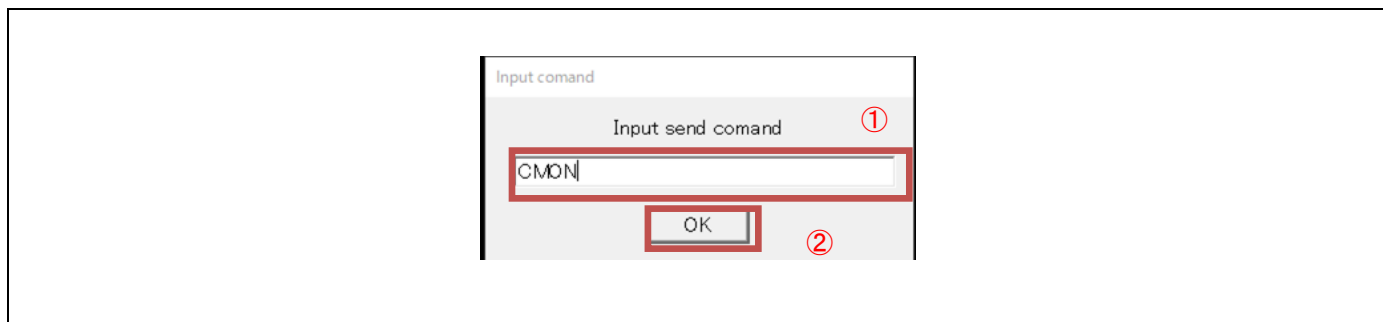 Input comand
Input send comand ①
CMON
OK
②